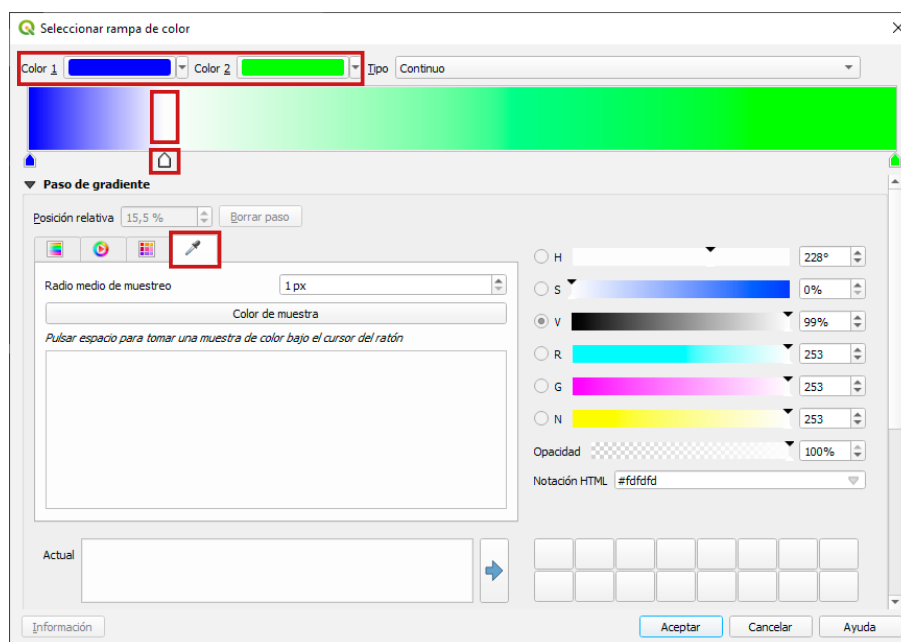 Seleccionar rampa de color
Color 1 Color 2 Tipo Continuo
Paso de gradiente
Posición relativa 15,5 % Borrar paso
H 228°
Radio medio de muestreo 1 px
S 0%
Color de muestra
V 99%
Pulsar espacio para tomar una muestra de color bajo el cursor del ratón
R 253
G 253
N 253
Opacidad 100%
Notación HTML #fdfdfd
Actual
Información Aceptar Cancelar Ayuda